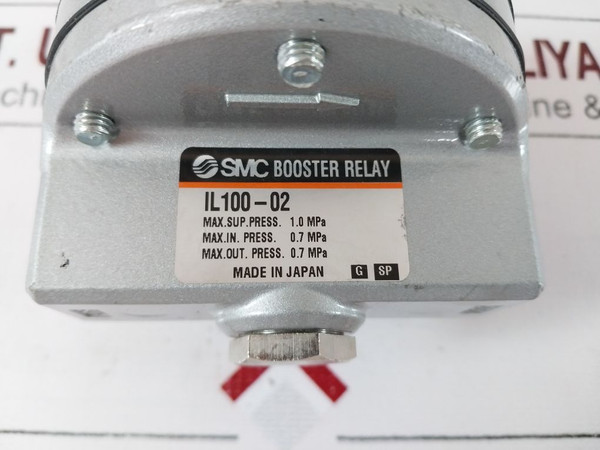 SMC BOOSTER RELAY
IL100-02
MAX.SUP.PRESS. 1.0 MPa
MAX.IN. PRESS. 0.7 MPa
MAX.OUT. PRESS. 0.7 MPa
MADE IN JAPAN G SP